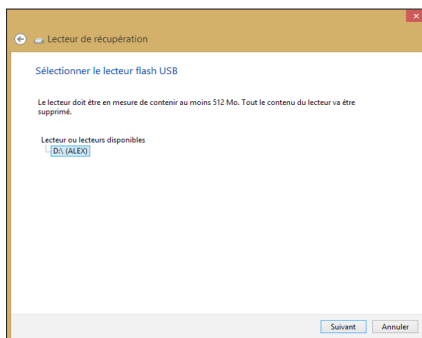 Lecteur de récupération
Sélectionner le lecteur flash USB
Le lecteur doit être en mesure de contenir au moins 512 Mo. Tout le contenu du lecteur va être
supprimé.
Lecteur ou lecteurs disponibles
D:\ (ALEX)
Suivant Annuler